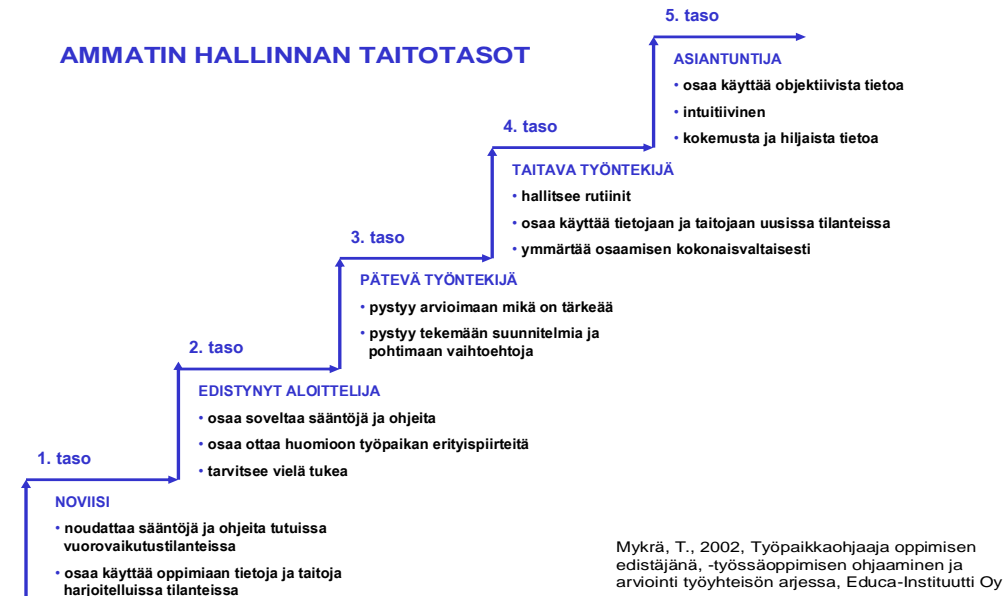 AMMATIN HALLINNAN TAITOTASOT
5. taso
ASIANTUNTIJA
• osaa käyttää objektiivista tietoa
• intuitiivinen
• kokemusta ja hiljaista tietoa
4. taso
TAITAVA TYÖNTEKIJÄ
• hallitsee rutiinit
• osaa käyttää tietojaan ja taitojaan uusissa tilanteissa
• ymmärtää osaamisen kokonaisvaltaisesti
3. taso
PÄTEVÄ TYÖNTEKIJÄ
• pystyy arvioimaan mikä on tärkeää
• pystyy tekemään suunnitelmia ja
pohtimaan vaihtoehtoja
2. taso
EDISTYNYT ALOITTELIJA
• osaa soveltaa sääntöjä ja ohjeita
• osaa ottaa huomioon työpaikan erityispiirteitä
• tarvitsee vielä tukea
1. taso
NOVIISI
• noudattaa sääntöjä ja ohjeita tutuissa
vuorovaikutustilanteissa
• osaa käyttää oppimiaan tietoja ja taitoja
harjoitelluissa tilanteissa
Mykrä, T., 2002, Työpaikkaohjaaja oppimisen
edistäjänä, -työssäoppimisen ohjaaminen ja
arviointi työyhteisön arjessa, Educa-Instituutti Oy